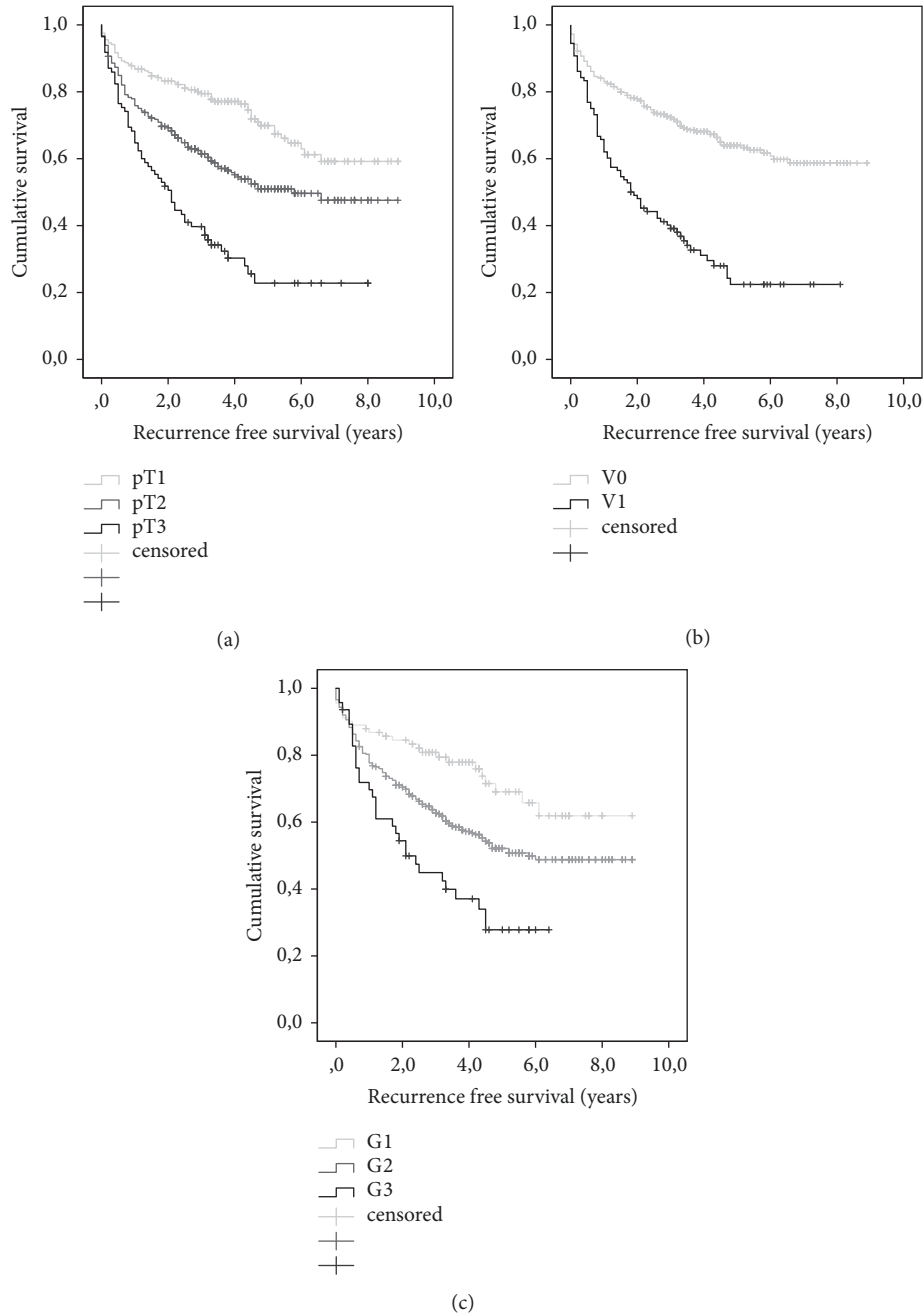 1,0
0,8
0,6
0,4
0,2
0,0
Cumulative survival
,0 2,0 4,0 6,0 8,0 10,0
Recurrence free survival (years)
pT1
pT2
pT3
censored
(a)
1,0
0,8
0,6
0,4
0,2
0,0
Cumulative survival
,0 2,0 4,0 6,0 8,0 10,0
Recurrence free survival (years)
V0
V1
censored
(b)
1,0
0,8
0,6
0,4
0,2
0,0
Cumulative survival
,0 2,0 4,0 6,0 8,0 10,0
Recurrence free survival (years)
G1
G2
G3
censored
(c)